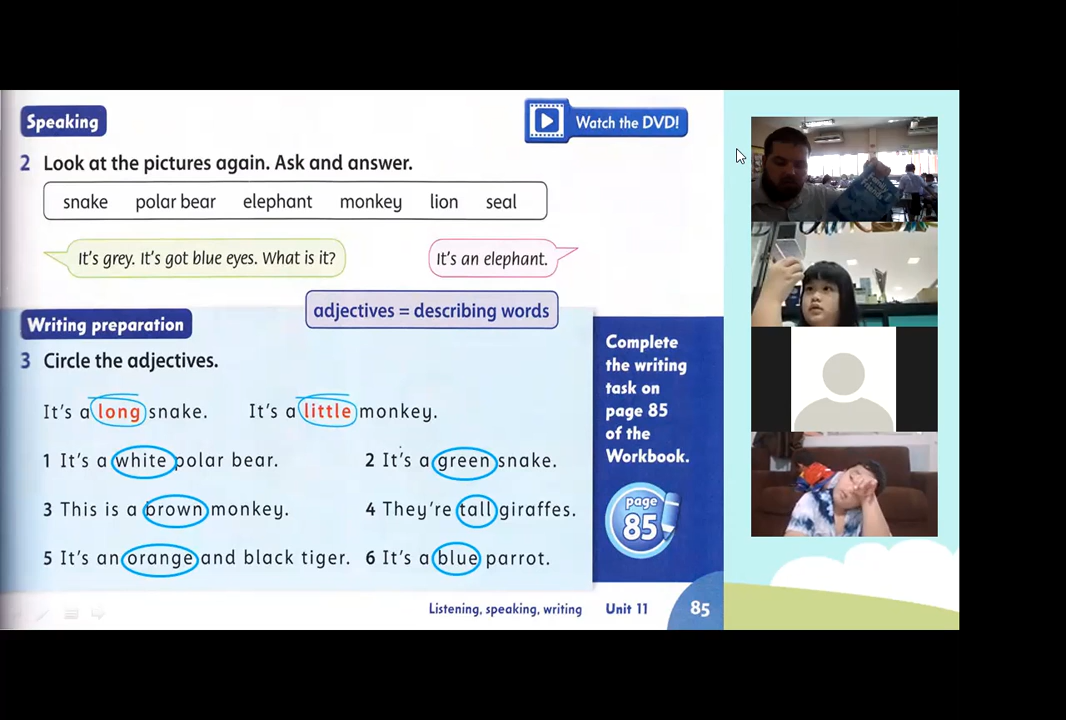 Speaking
Watch the DVD!
2 Look at the pictures again. Ask and answer.
snake polar bear elephant monkey lion seal
It's grey. It's got blue eyes. What is it?
It's an elephant.
adjectives = describing words
Writing preparation
3 Circle the adjectives.
It's a long snake. It's a little monkey.
1 It's a white polar bear. 2 It's a green snake.
3 This is a brown monkey. 4 They're tall giraffes.
5 It's an orange and black tiger. 6 It's a blue parrot.
Complete
the writing
task on
page 85
of the
Workbook.
page
85
Listening, speaking, writing Unit 11 85